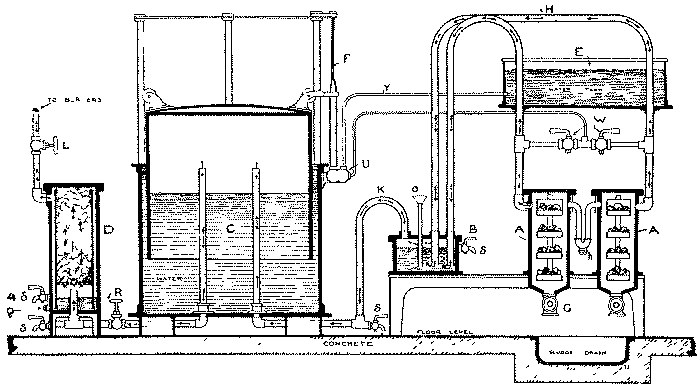 H
F
E
Y
TO BURNERS
W
L
U
K
O
C
D
B
S
A
A
WATER
R
S
S
G
S
FLOOR LEVEL
CONCRETE
SLUDGE DRAIN